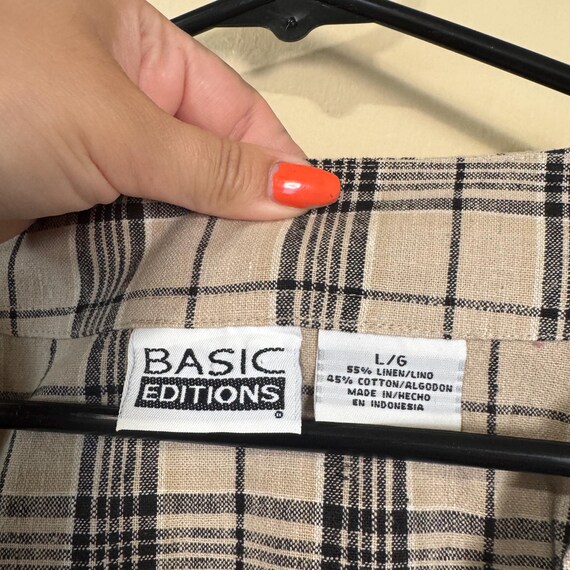 BASIC
EDITIONS
L/G
55% LINEN/LINO
45% COTTON/ALGODON
MADE IN/HECHO
EN INDONESIA